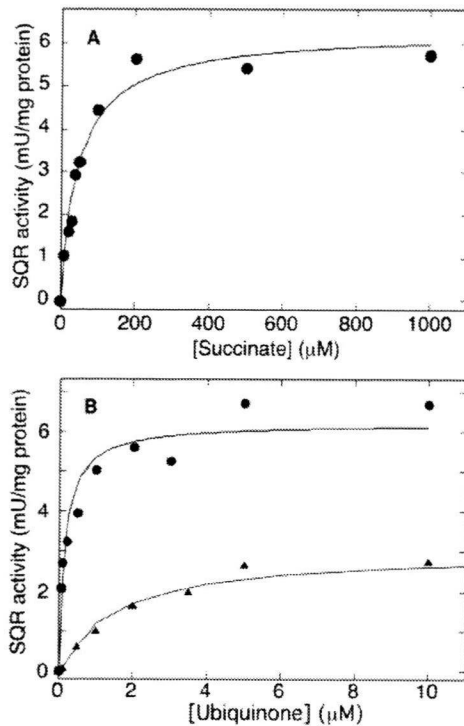 A
SQR activity (mU/mg protein)
6
5
4
3
2
1
0
0 200 400 600 800 1000
[Succinate] (μM)
B
SQR activity (mU/mg protein)
6
4
2
0
0 2 4 6 8 10
[Ubiquinone] (μM)